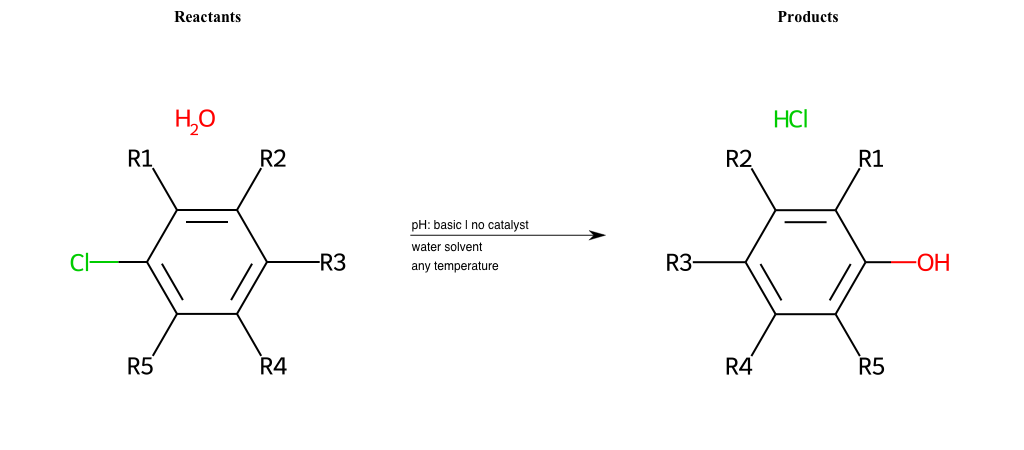 Reactants
Products
H₂O
HCl
R1
R2
R2
R1
pH: basic | no catalyst
Cl
R3
water solvent
R3
OH
any temperature
R5
R4
R4
R5